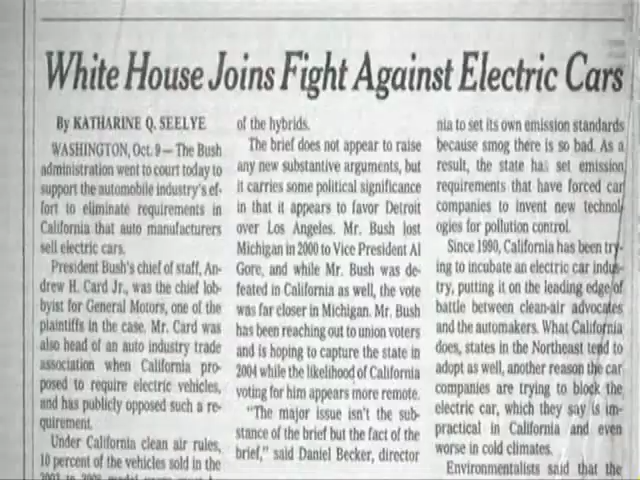 White House Joins Fight Against Electric Cars
By KATHARINE Q. SEELYE
WASHINGTON, Oct. 9 — The Bush
administration went to court today to
support the automobile industry's ef-
fort to eliminate requirements in
California that auto manufacturers
sell electric cars.
President Bush's chief of staff, An-
drew H. Card Jr., was the chief lob-
byist for General Motors, one of the
plaintiffs in the case. Mr. Card was
also head of an auto industry trade
association when California pro-
posed to require electric vehicles,
and has publicly opposed such a re-
quirement.
Under California clean air rules,
10 percent of the vehicles sold in the
of the hybrids.
The brief does not appear to raise
any new substantive arguments, but
it carries some political significance
in that it appears to favor Detroit
over Los Angeles. Mr. Bush lost
Michigan in 2000 to Vice President Al
Gore, and while Mr. Bush was de-
feated in California as well, the vote
was far closer in Michigan. Mr. Bush
has been reaching out to union voters
and is hoping to capture the state in
2004 while the likelihood of California
voting for him appears more remote.
"The major issue isn't the sub-
stance of the brief but the fact of the
brief," said Daniel Becker, director
nia to set its own emission standards
because smog there is so bad. As a
result, the state has set emission
requirements that have forced car
companies to invent new technol-
ogies for pollution control.
Since 1990, California has been try-
ing to incubate an electric car indus-
try, putting it on the leading edge of
battle between clean-air advocates
and the automakers. What California
does, states in the Northeast tend to
adopt as well, another reason the car
companies are trying to block the
electric car, which they say is im-
practical in California and even
worse in cold climates.
Environmentalists said that the